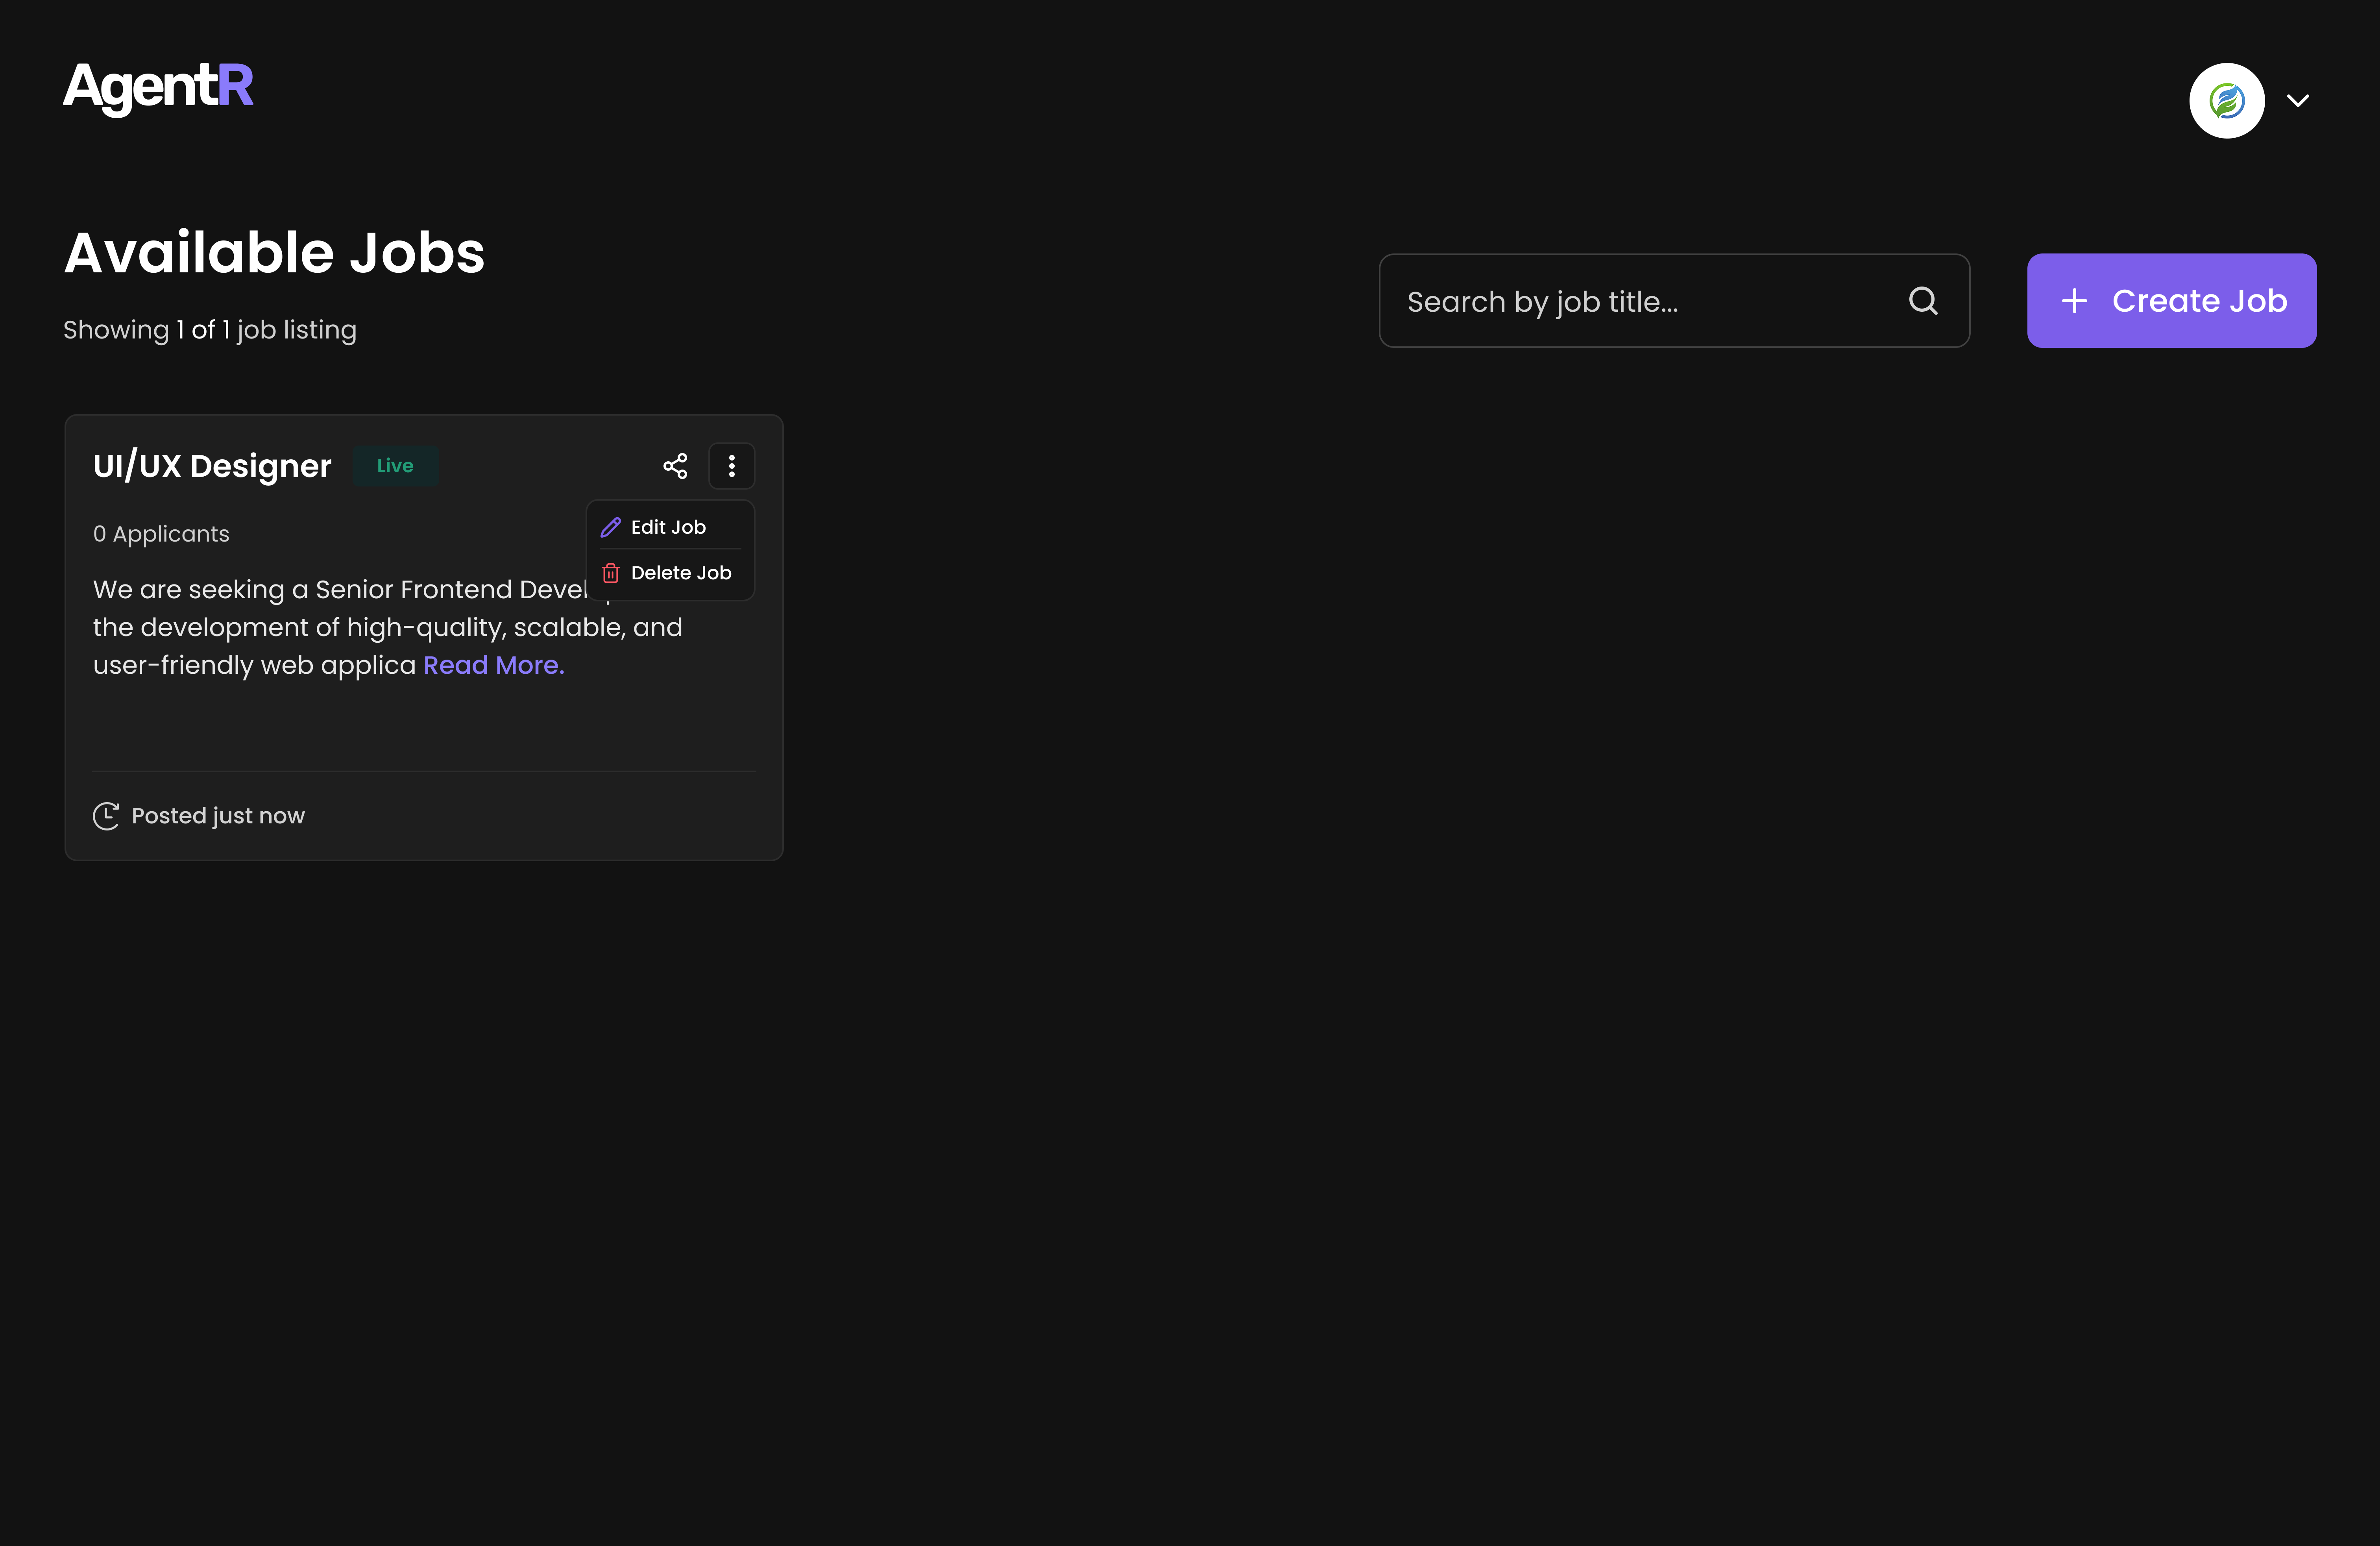 AgentR
Available Jobs
Showing 1 of 1 job listing
Search by job title...
Create Job
UI/UX Designer
Live
0 Applicants
Edit Job
Delete Job
We are seeking a Senior Frontend
the development of high-quality, scalable, and
user-friendly web applica Read More.
Posted just now